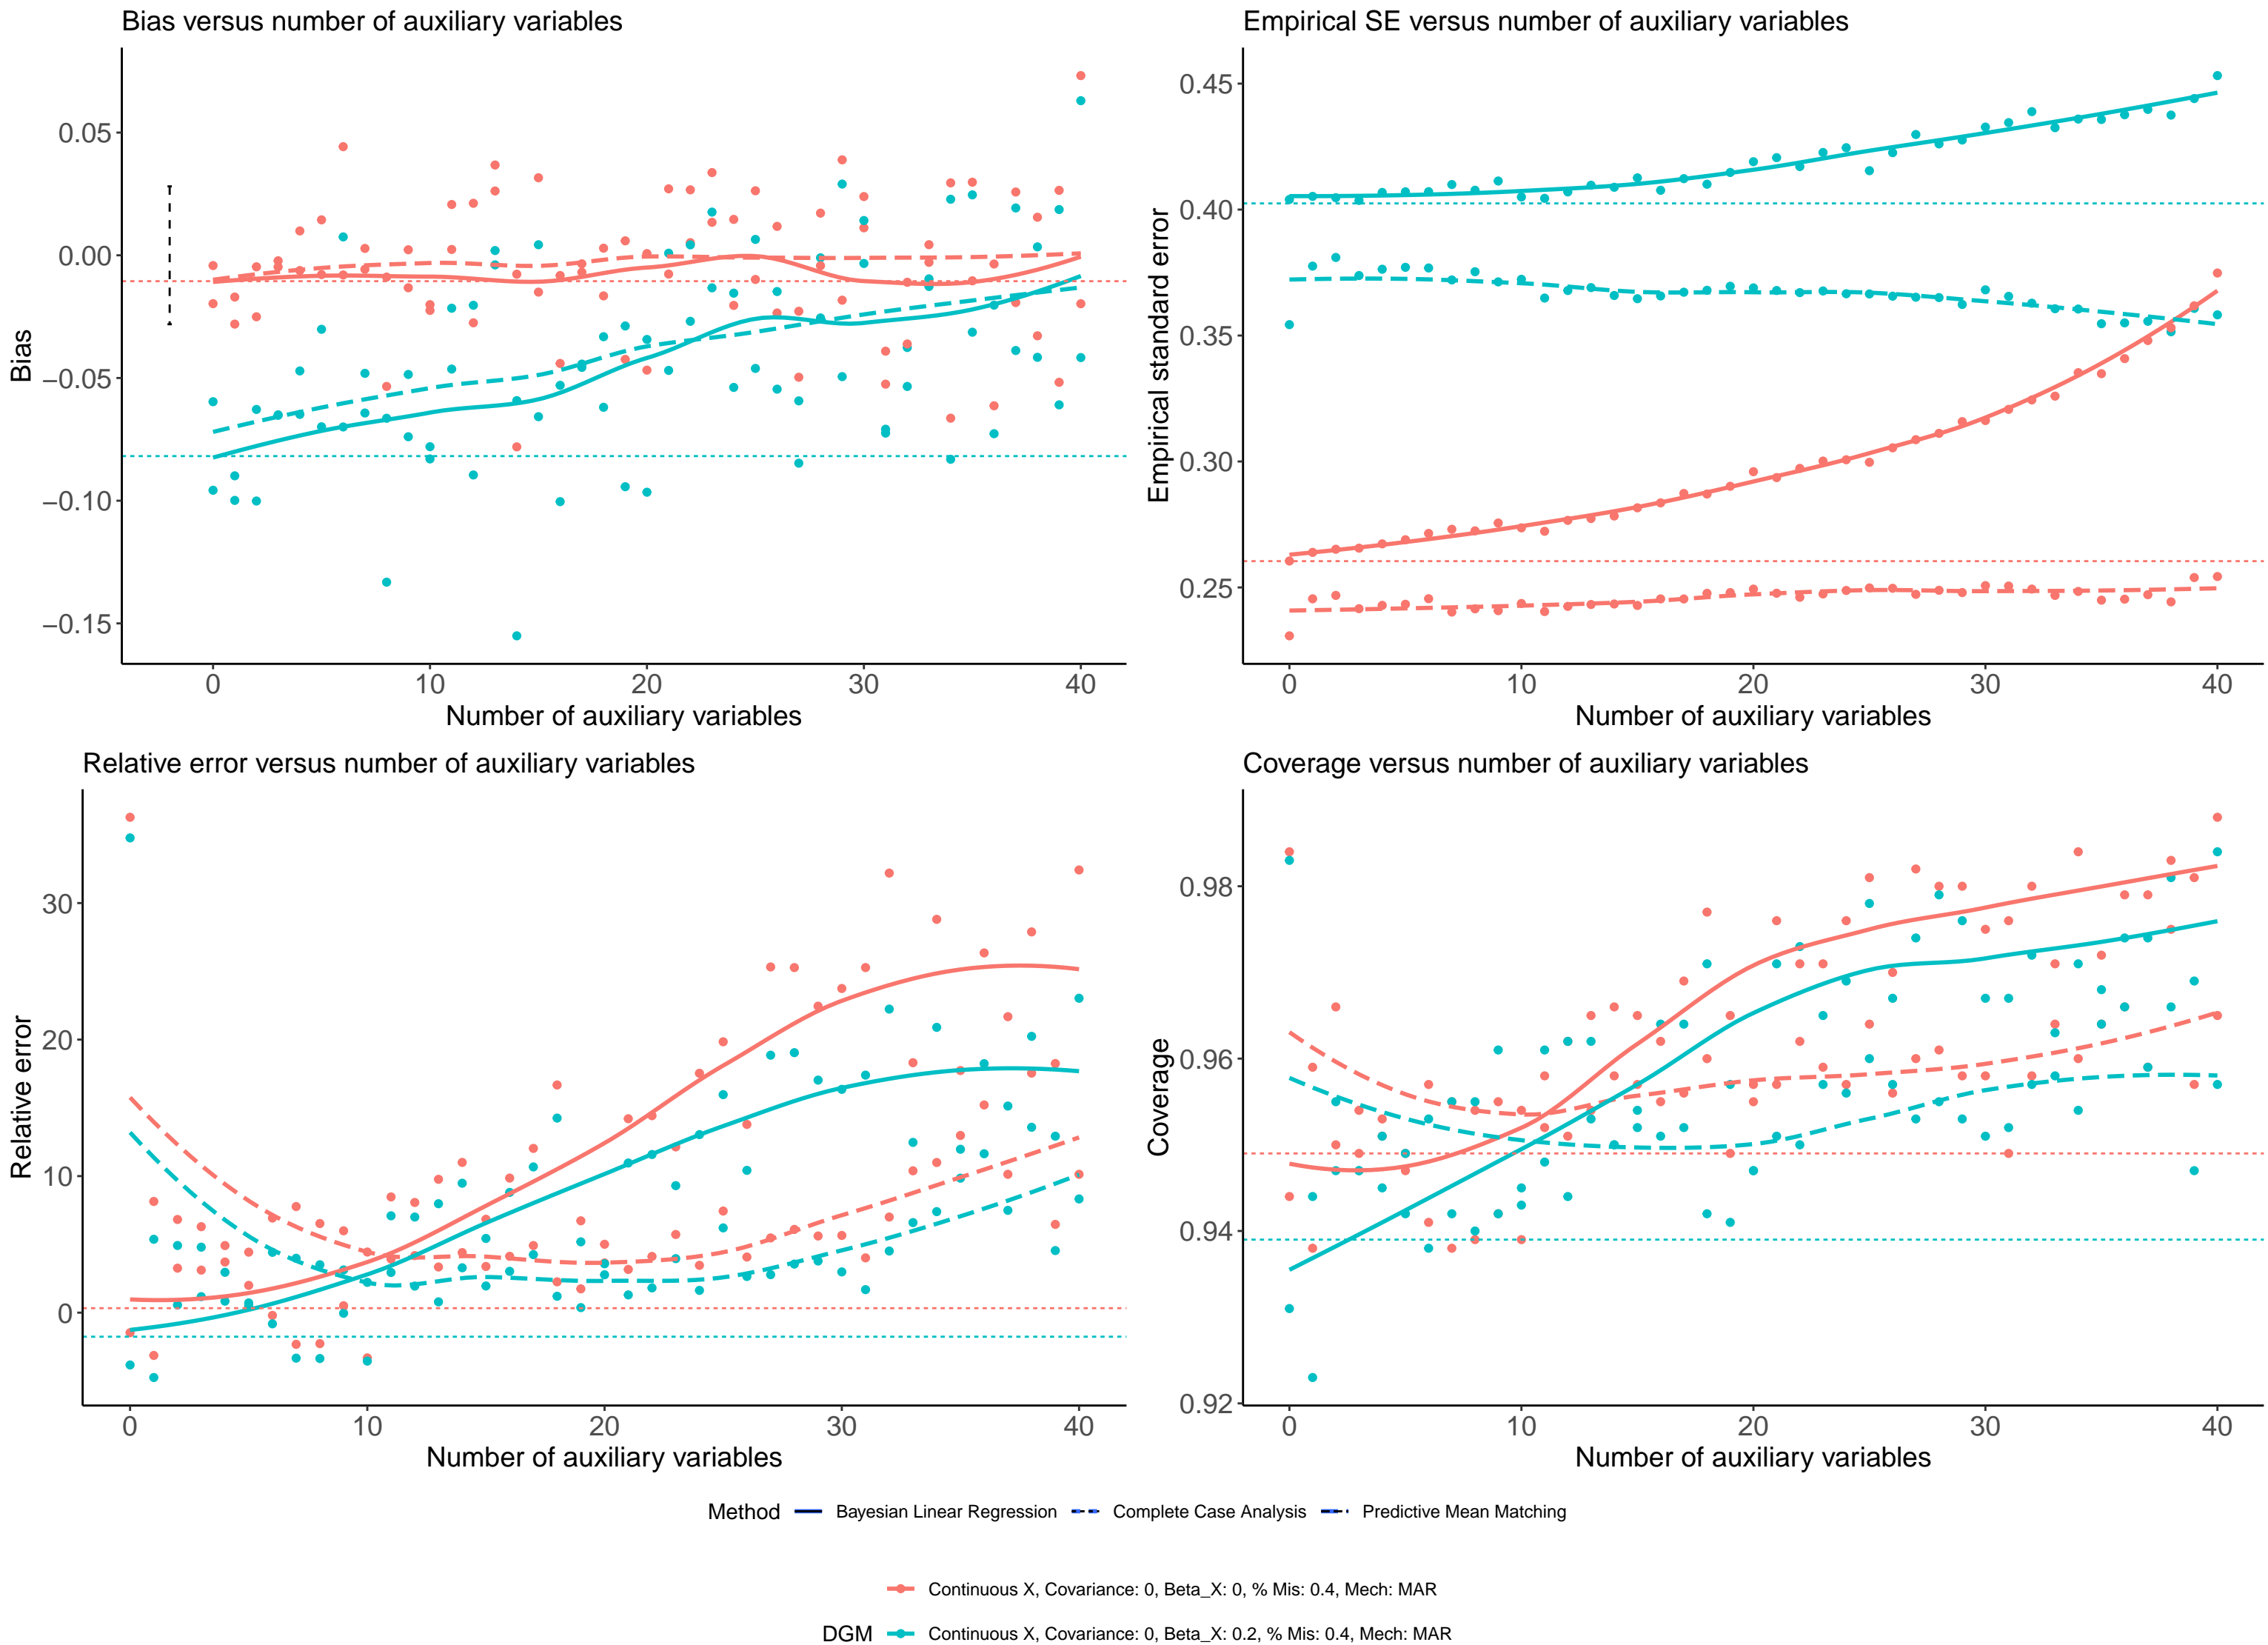 Bias versus number of auxiliary variables
Bias
0.05
0.00
−0.05
−0.10
−0.15
0 10 20 30 40
Number of auxiliary variables
Empirical SE versus number of auxiliary variables
Empirical standard error
0.45
0.40
0.35
0.30
0.25
0 10 20 30 40
Number of auxiliary variables
Relative error versus number of auxiliary variables
Relative error
30
20
10
0
0 10 20 30 40
Number of auxiliary variables
Coverage versus number of auxiliary variables
Coverage
0.98
0.96
0.94
0.92
0 10 20 30 40
Number of auxiliary variables
Method Bayesian Linear Regression Complete Case Analysis Predictive Mean Matching
Continuous X, Covariance: 0, Beta_X: 0, % Mis: 0.4, Mech: MAR
DGM Continuous X, Covariance: 0, Beta_X: 0.2, % Mis: 0.4, Mech: MAR